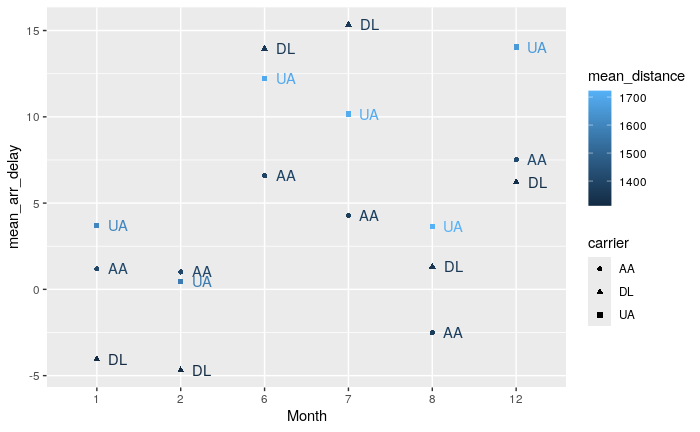 mean_arr_delay
15
10
5
0
-5
DL
DL
UA
UA
UA
AA
AA
DL
UA
AA
UA
AA
AA
UA
DL
AA
DL
DL
1 2 6 7 8 12
Month
mean_distance
1700
1600
1500
1400
carrier
AA
DL
UA